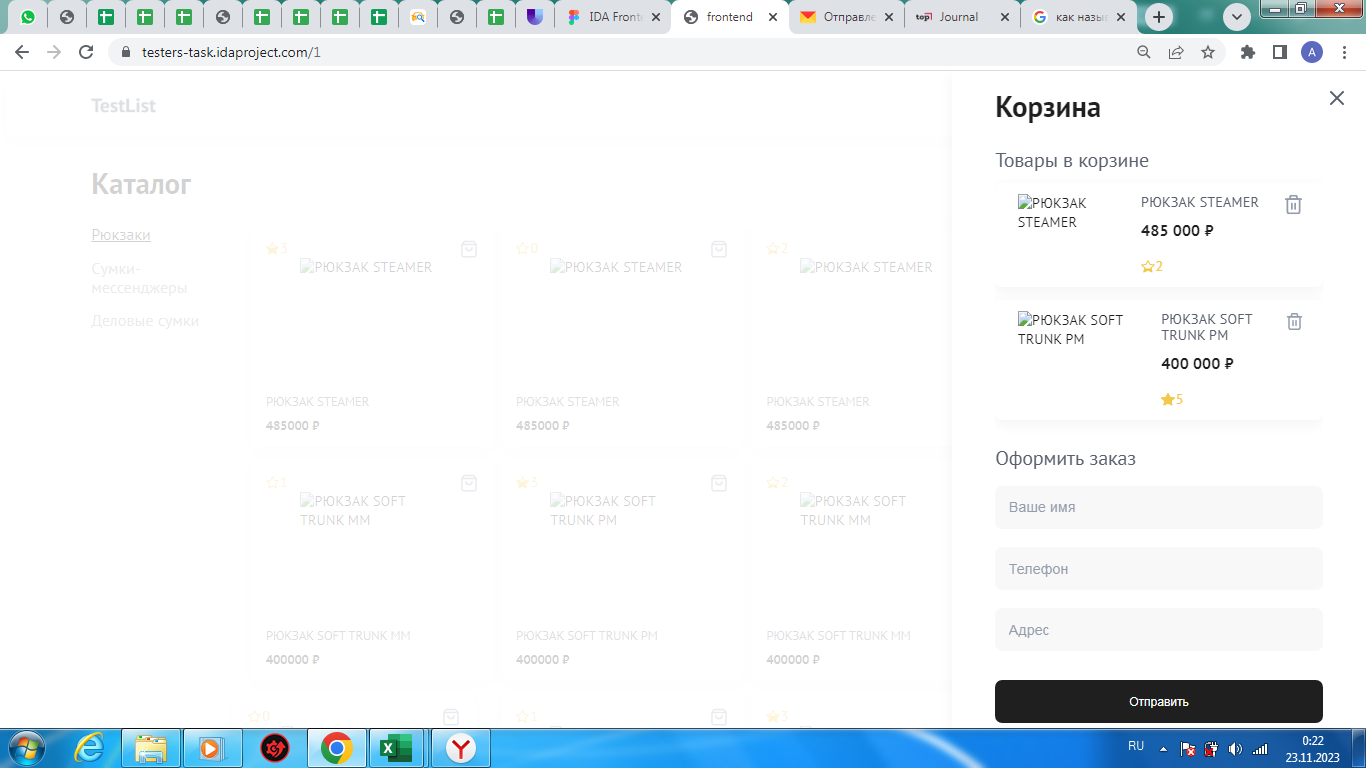 IDA Front
frontend
Отправле
top1 Journal
как назы
testers-task.idaproject.com/1
A
TestList
Каталог
Рюкзаки
Сумки-
мессенджеры
Деловые сумки
3
РЮКЗАК STEAMER
РЮКЗАК STEAMER
485000 ₽
0
РЮКЗАК STEAMER
РЮКЗАК STEAMER
485000 ₽
2
РЮКЗАК STEAMER
РЮКЗАК STEAMER
485000 ₽
1
РЮКЗАК SOFT
TRUNK MM
РЮКЗАК SOFT TRUNK MM
400000 ₽
3
РЮКЗАК SOFT
TRUNK PM
РЮКЗАК SOFT TRUNK PM
400000 ₽
2
РЮКЗАК SOFT
TRUNK MM
РЮКЗАК SOFT TRUNK MM
400000 ₽
0
1
3
Корзина
Товары в корзине
РЮКЗАК
STEAMER
РЮКЗАК STEAMER
485 000 ₽
2
РЮКЗАК SOFT
TRUNK PM
РЮКЗАК SOFT
TRUNK PM
400 000 ₽
5
Оформить заказ
Ваше имя
Телефон
Адрес
Отправить
RU
0:22
23.11.2023